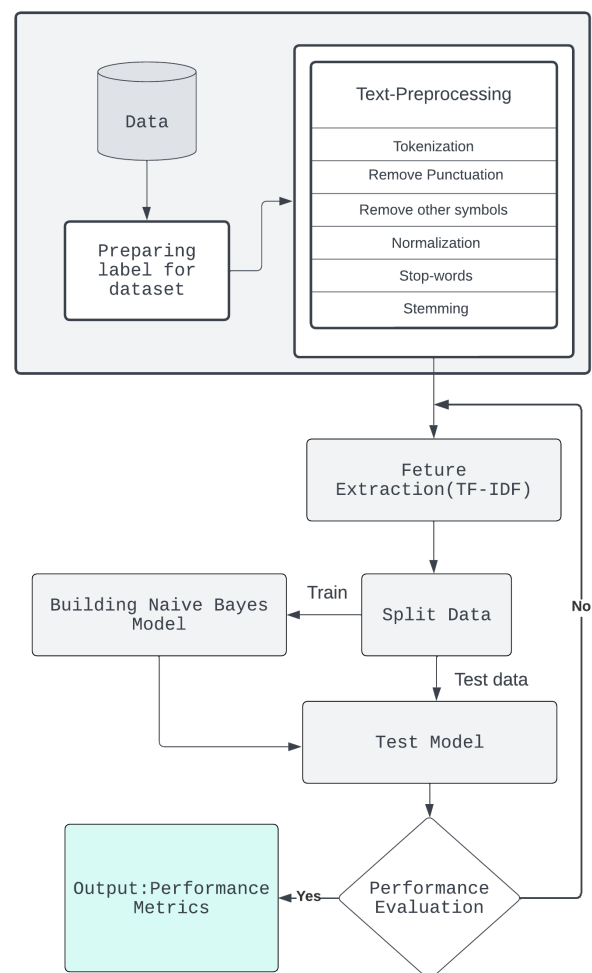 Data
Preparing
label for
dataset
Text-Preprocessing
Tokenization
Remove Punctuation
Remove other symbols
Normalization
Stop-words
Stemming
Feture
Extraction(TF-IDF)
Building Naive Bayes
Model
Train
Split Data
No
Test data
Test Model
Output:Performance
Metrics
Yes
Performance
Evaluation